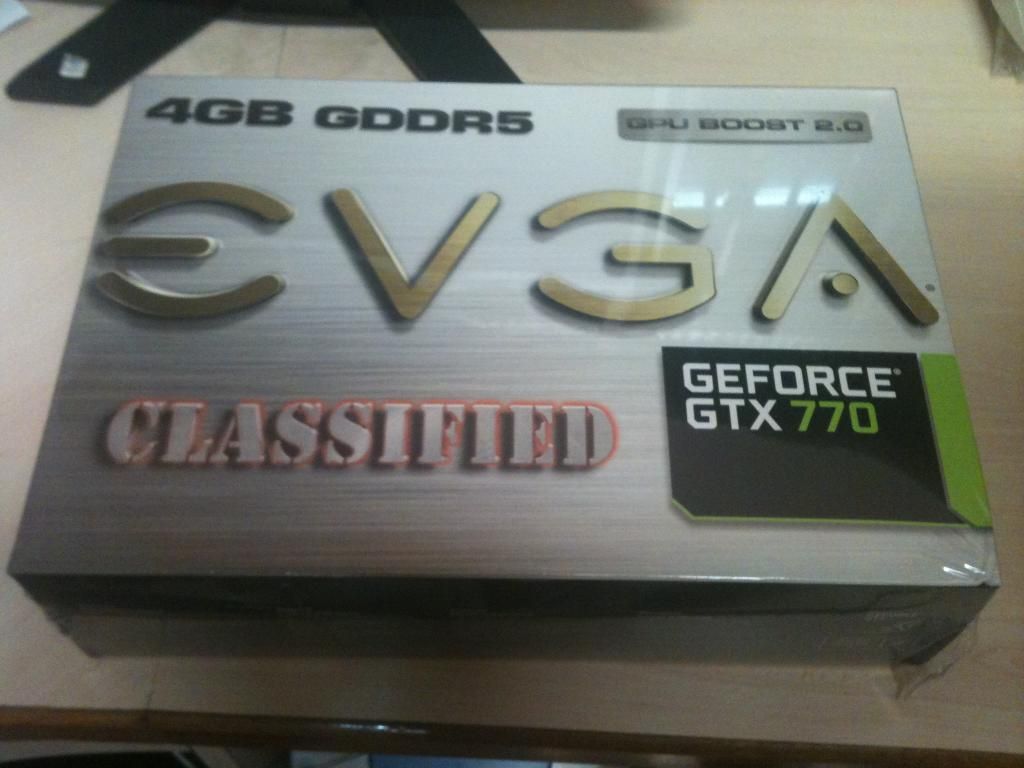 4GB GDDR5
GPU BOOST 2.0
EVGA
CLASSIFIED
GEFORCE®
GTX 770